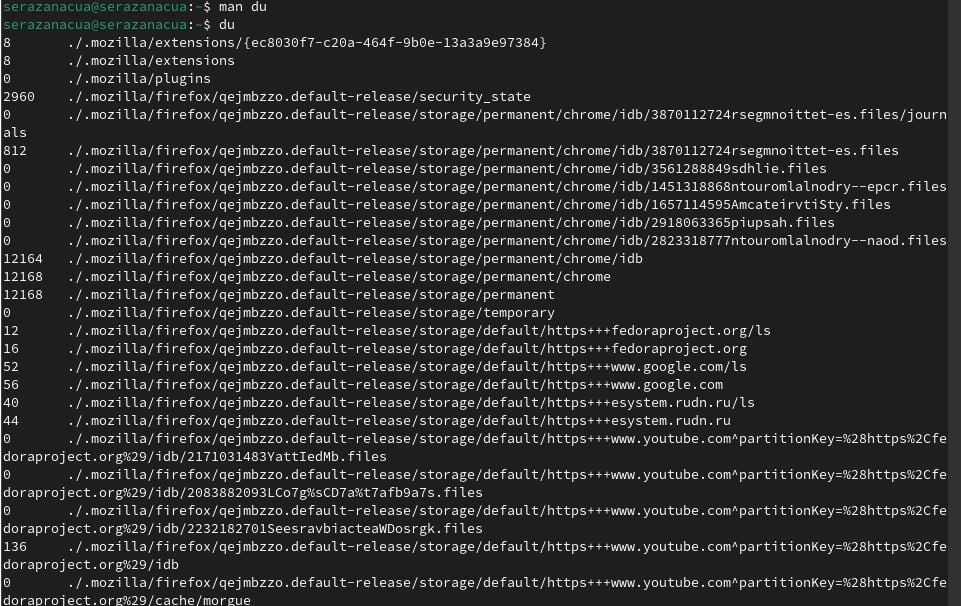 serazanacua@serazanacua:~$ man du
serazanacua@serazanacua:~$ du
8       ./.mozilla/extensions/{ec8030f7-c20a-464f-9b0e-13a3a9e97384}
8       ./.mozilla/extensions
0       ./.mozilla/plugins
2960    ./.mozilla/firefox/qejmbzzo.default-release/security_state
0       ./.mozilla/firefox/qejmbzzo.default-release/storage/permanent/chrome/idb/3870112724rsegmnoittet-es.files/journ
als
812     ./.mozilla/firefox/qejmbzzo.default-release/storage/permanent/chrome/idb/3870112724rsegmnoittet-es.files
0       ./.mozilla/firefox/qejmbzzo.default-release/storage/permanent/chrome/idb/3561288849sdhlie.files
0       ./.mozilla/firefox/qejmbzzo.default-release/storage/permanent/chrome/idb/1451318868ntouromlalnodry--epcr.files
0       ./.mozilla/firefox/qejmbzzo.default-release/storage/permanent/chrome/idb/1657114595AmcateirvtiSty.files
0       ./.mozilla/firefox/qejmbzzo.default-release/storage/permanent/chrome/idb/2918063365piupsah.files
0       ./.mozilla/firefox/qejmbzzo.default-release/storage/permanent/chrome/idb/2823318777ntouromlalnodry--naod.files
12164   ./.mozilla/firefox/qejmbzzo.default-release/storage/permanent/chrome/idb
12168   ./.mozilla/firefox/qejmbzzo.default-release/storage/permanent/chrome
12168   ./.mozilla/firefox/qejmbzzo.default-release/storage/permanent
0       ./.mozilla/firefox/qejmbzzo.default-release/storage/temporary
12      ./.mozilla/firefox/qejmbzzo.default-release/storage/default/https+++fedoraproject.org/ls
16      ./.mozilla/firefox/qejmbzzo.default-release/storage/default/https+++fedoraproject.org
52      ./.mozilla/firefox/qejmbzzo.default-release/storage/default/https+++www.google.com/ls
56      ./.mozilla/firefox/qejmbzzo.default-release/storage/default/https+++www.google.com
40      ./.mozilla/firefox/qejmbzzo.default-release/storage/default/https+++esystem.rudn.ru/ls
44      ./.mozilla/firefox/qejmbzzo.default-release/storage/default/https+++esystem.rudn.ru
0       ./.mozilla/firefox/qejmbzzo.default-release/storage/default/https+++www.youtube.com^partitionKey=%28https%2Cfe
doraproject.org%29/idb/2171031483YattIedMb.files
0       ./.mozilla/firefox/qejmbzzo.default-release/storage/default/https+++www.youtube.com^partitionKey=%28https%2Cfe
doraproject.org%29/idb/2083882093LCo7g%sCD7a%t7afb9a7s.files
0       ./.mozilla/firefox/qejmbzzo.default-release/storage/default/https+++www.youtube.com^partitionKey=%28https%2Cfe
doraproject.org%29/idb/2232182701SeesravbiacteaWDosrgk.files
136     ./.mozilla/firefox/qejmbzzo.default-release/storage/default/https+++www.youtube.com^partitionKey=%28https%2Cfe
doraproject.org%29/idb
0       ./.mozilla/firefox/qejmbzzo.default-release/storage/default/https+++www.youtube.com^partitionKey=%28https%2Cfe
doraproject.org%29/cache/morgue